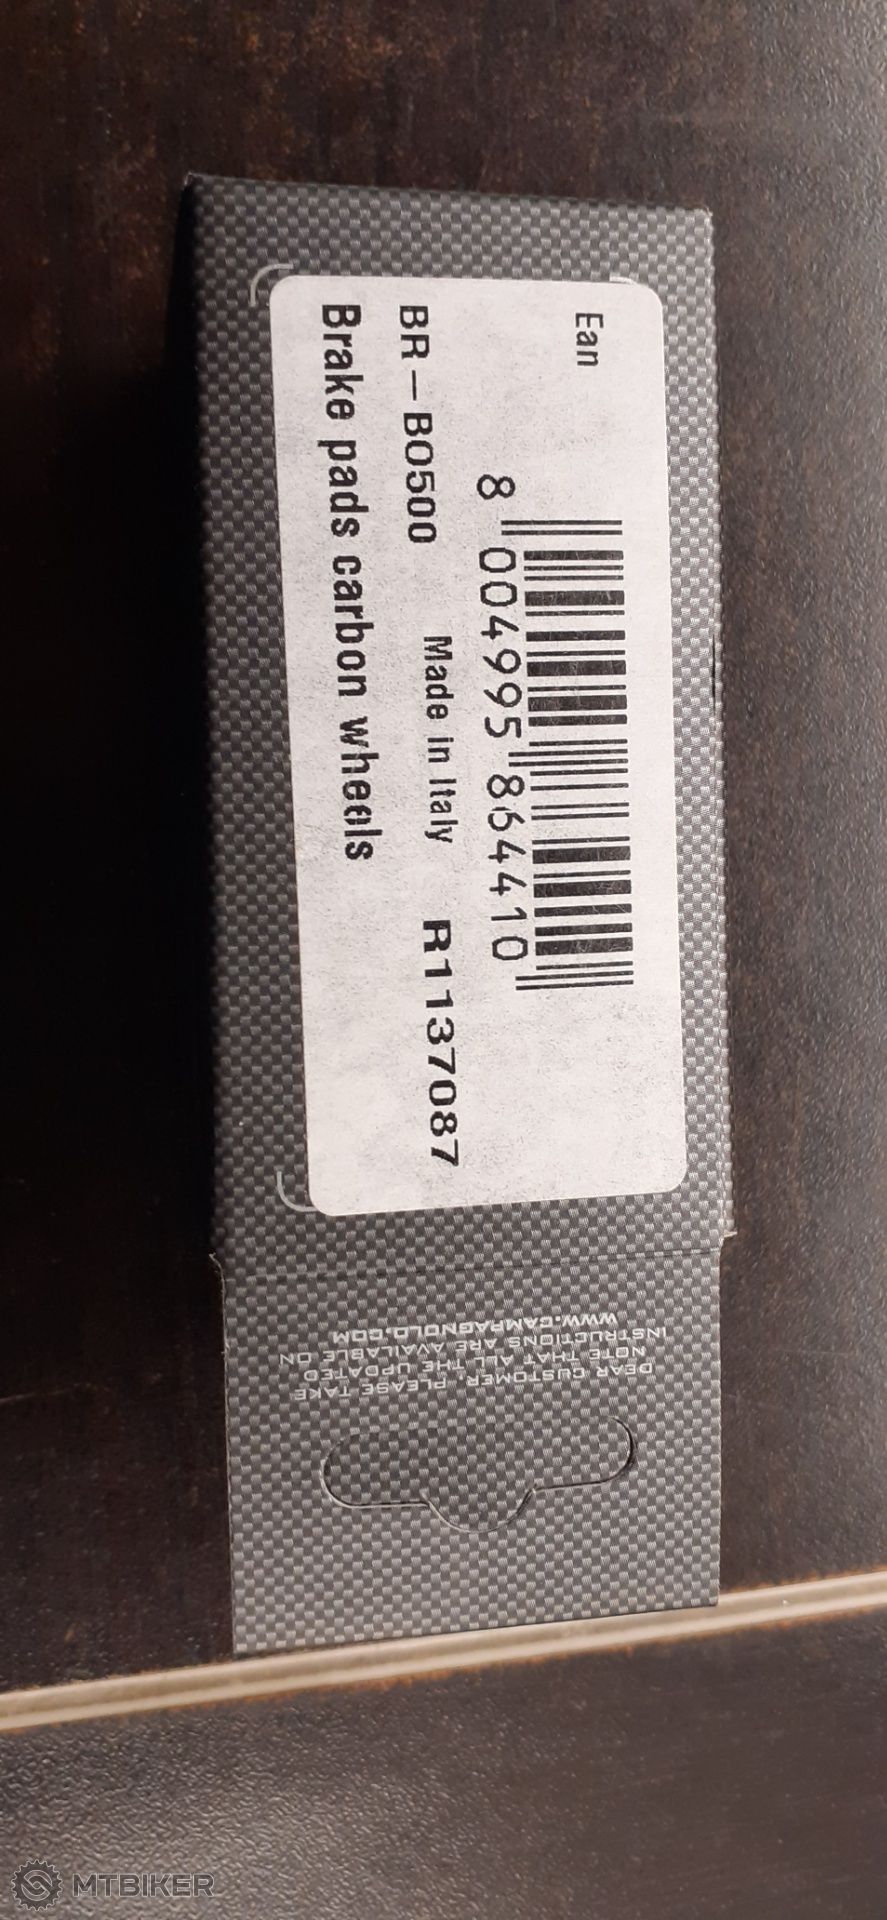 Ean
8 004995 864410
BR-BO500 Made in Italy R1137087
Brake pads carbon wheels
DEAR CUSTOMER, PLEASE TAKE
NOTE THAT ALL THE UPDATED
INSTRUCTIONS ARE AVAILABLE ON
WWW.CAMPAGNOLO.COM
MTBIKER